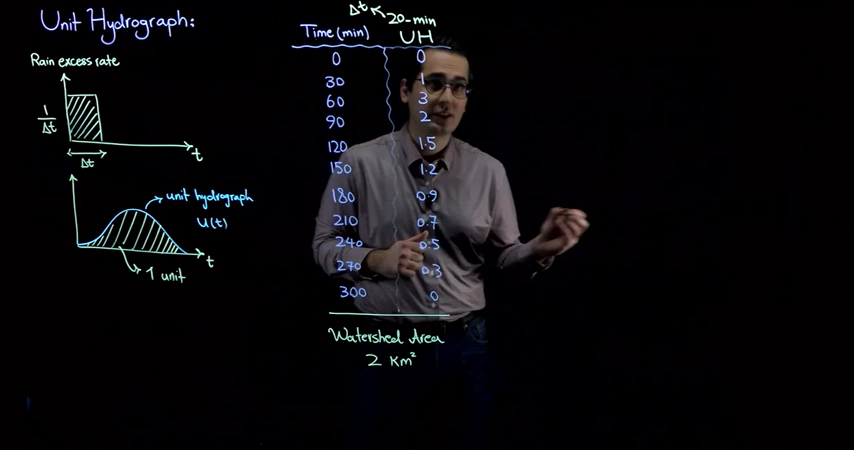 Unit Hydrograph:
Rain excess rate
1/Δt
t
Δt
unit hydrograph
U(t)
t
1 unit
Δt
20-min
Time (min) UH
0 0
30 1
60 3
90 2
120 1.5
150 1.2
180 0.9
210 0.7
240 0.5
270 0.3
300 0
Watershed Area
2 Km²